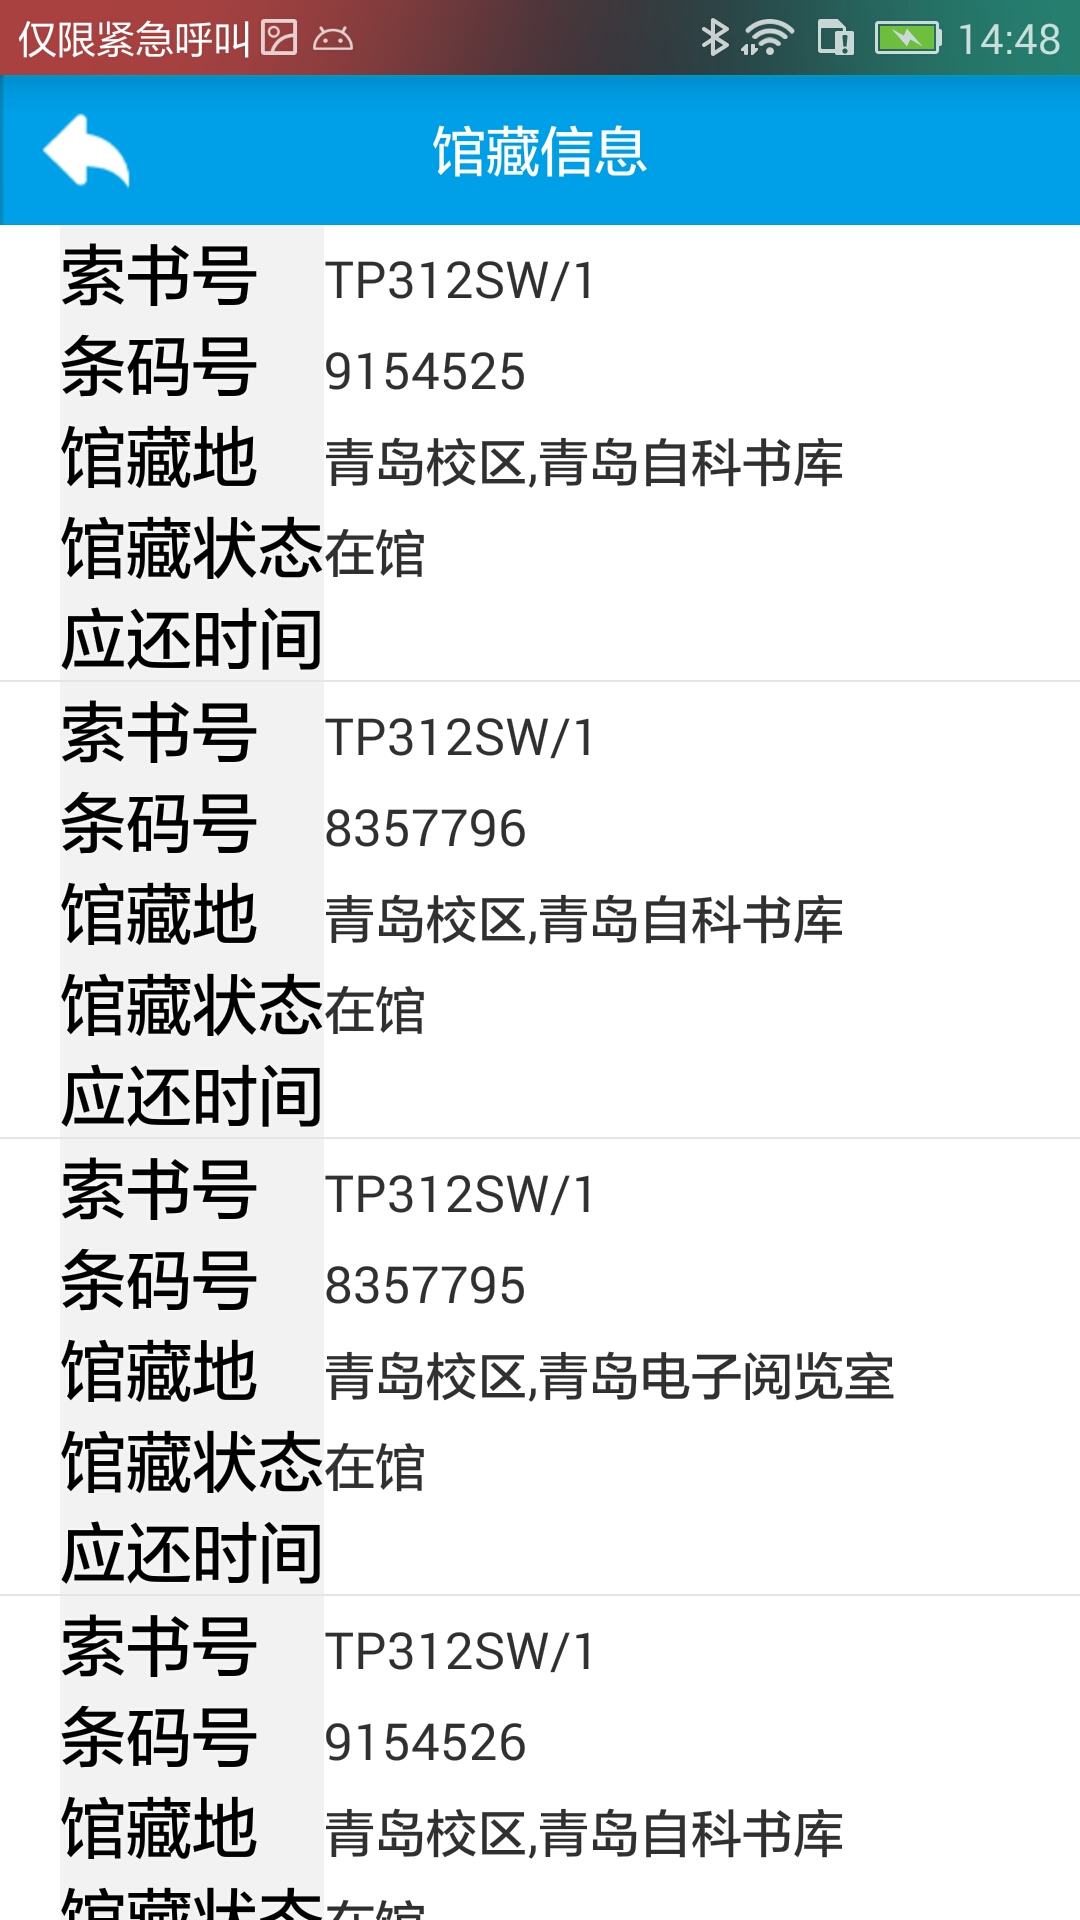 仅限紧急呼叫 14:48
馆藏信息
索书号 TP312SW/1
条码号 9154525
馆藏地 青岛校区,青岛自科书库
馆藏状态 在馆
应还时间
索书号 TP312SW/1
条码号 8357796
馆藏地 青岛校区,青岛自科书库
馆藏状态 在馆
应还时间
索书号 TP312SW/1
条码号 8357795
馆藏地 青岛校区,青岛电子阅览室
馆藏状态 在馆
应还时间
索书号 TP312SW/1
条码号 9154526
馆藏地 青岛校区,青岛自科书库
馆藏状态 在馆